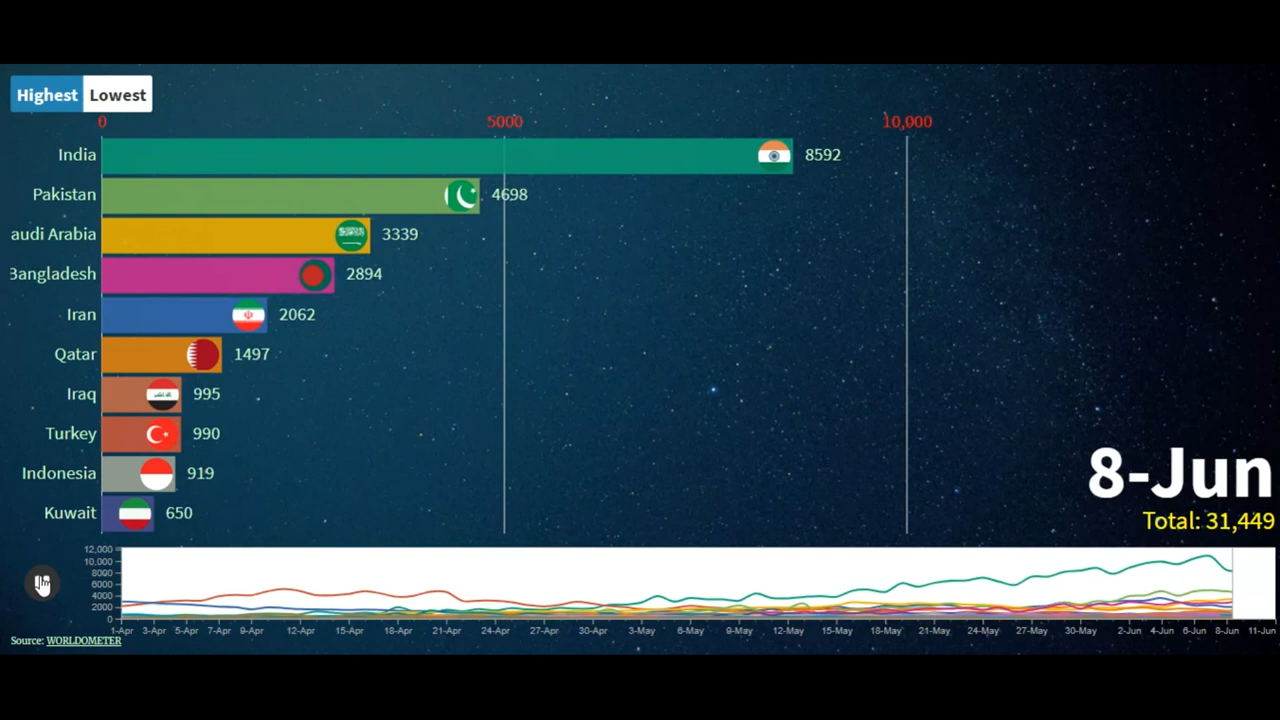 Highest Lowest
0 5000 10,000
India 8592
Pakistan 4698
audi Arabia 3339
Bangladesh 2894
Iran 2062
Qatar 1497
Iraq 995
Turkey 990
Indonesia 919
Kuwait 650
8-Jun
Total: 31,449
12,000
10,000
8000
6000
4000
2000
0
1-Apr 3-Apr 5-Apr 7-Apr 9-Apr 12-Apr 15-Apr 18-Apr 21-Apr 24-Apr 27-Apr 30-Apr 3-May 6-May 9-May 12-May 15-May 18-May 21-May 24-May 27-May 30-May 2-Jun 4-Jun 6-Jun 8-Jun 11-Jun
Source: WORLDOMETER